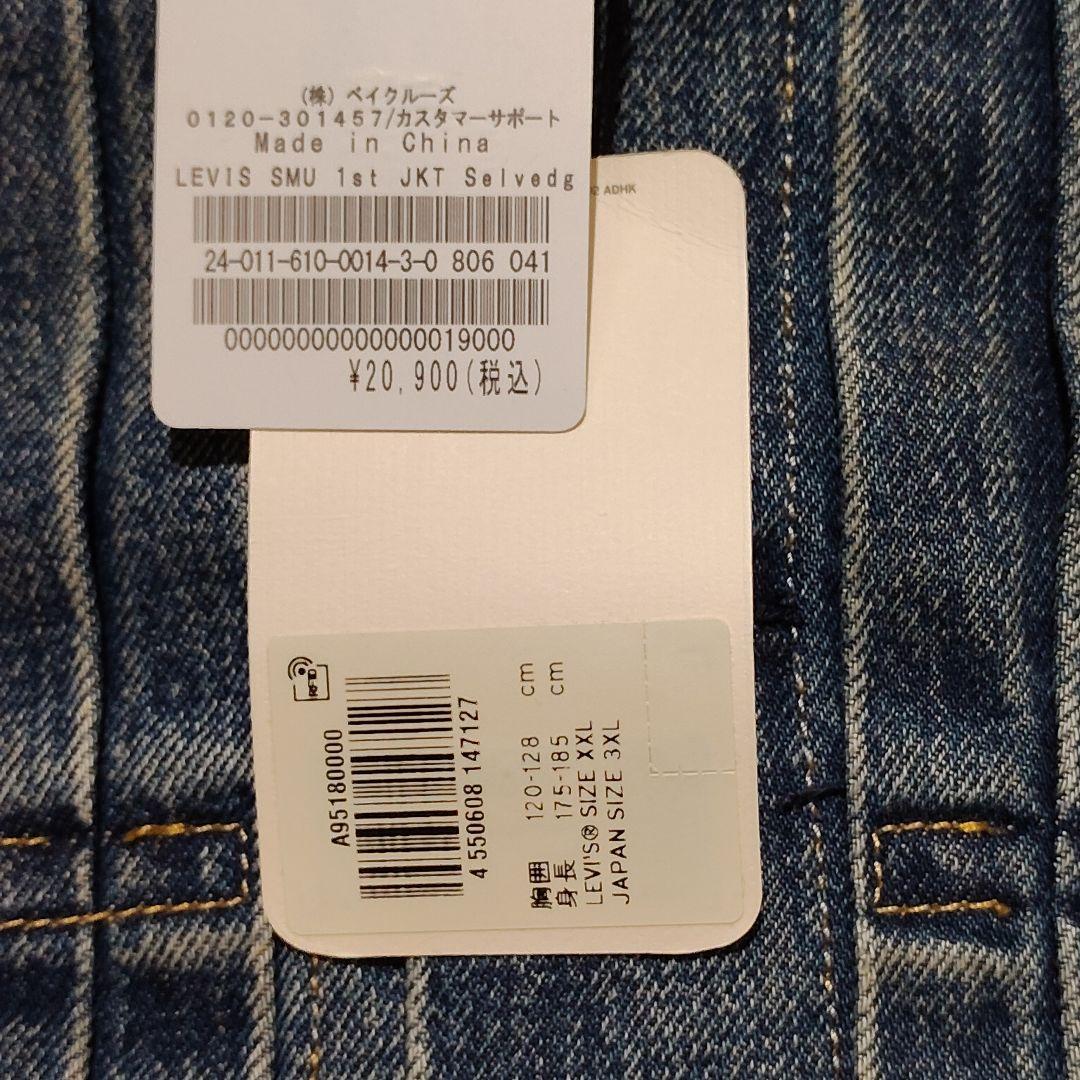 (株) ベイクルーズ
0120-301457/カスタマーサポート
Made in China
LEVIS SMU 1st JKT Selvedg
24-011-610-0014-3-0 806 041
00000000000000019000
¥20,900(税込)
ADHK
RFID
A95180000
4 550608 147127
胸囲 120-128 cm
身長 175-185 cm
LEVI'S® SIZE XXL
JAPAN SIZE 3XL